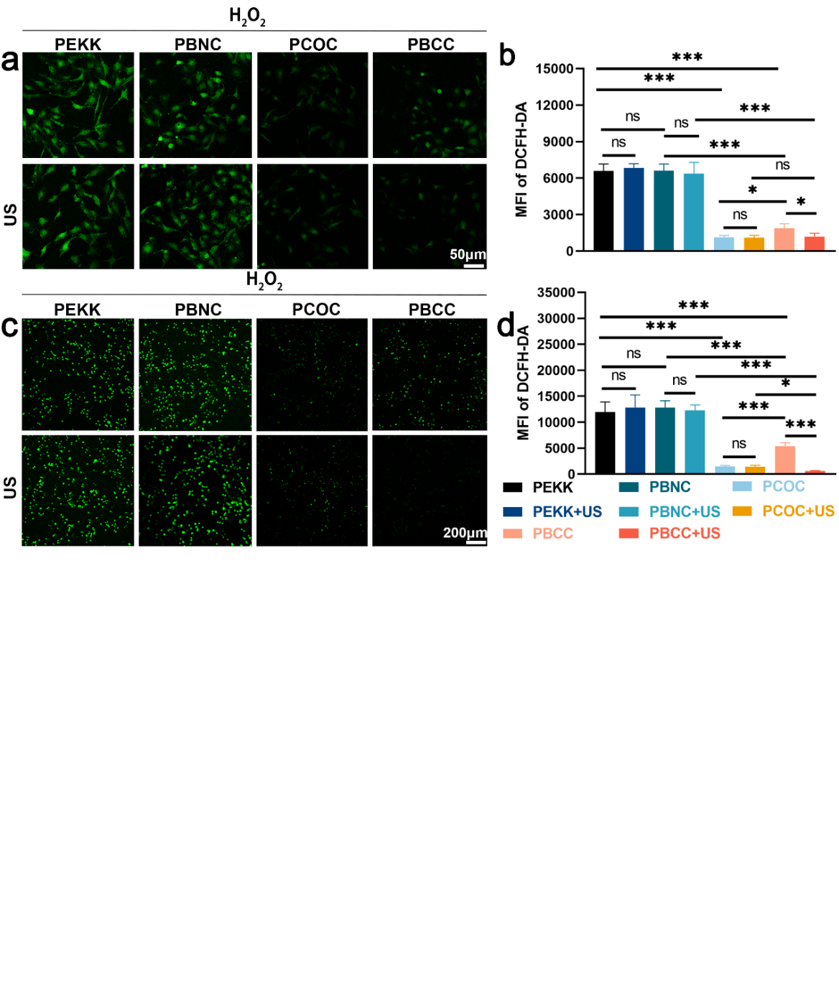 H2O2
PEKK PBNC PCOC PBCC
a
US
50μm
b
MFI of DCFH-DA
15000
12000
9000
6000
3000
0
***
***
***
ns
ns
ns
***
ns
*
*
ns
H2O2
PEKK PBNC PCOC PBCC
c
US
200μm
d
MFI of DCFH-DA
35000
30000
25000
20000
15000
10000
5000
0
***
***
***
ns
***
ns
ns
*
***
***
ns
PEKK PBNC PCOC
PEKK+US PBNC+US PCOC+US
PBCC PBCC+US